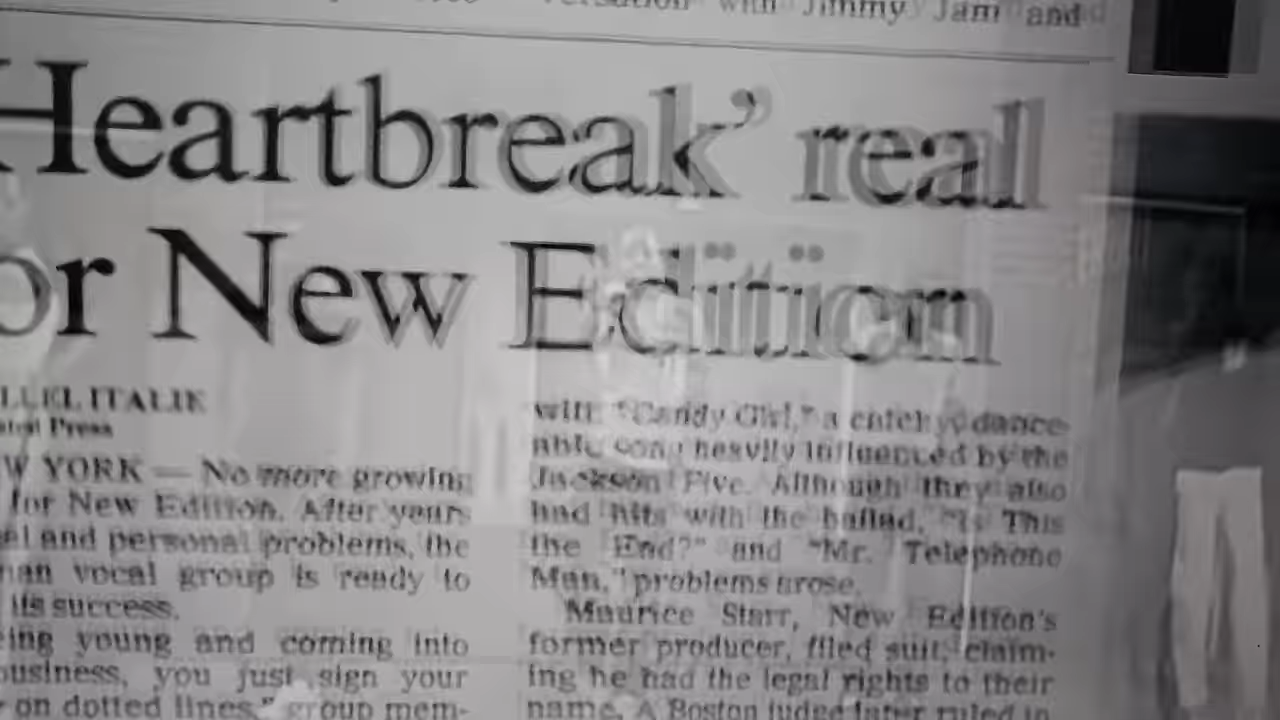 with Jimmy Jam and
Heartbreak' real
or New Edition
ITALIE
Press
W YORK — No more growing
for New Edition. After years
al and personal problems, the
man vocal group is ready to
its success.
ing young and coming into
business, you just sign your
on dotted lines," group mem-
with "Candy Girl," a catchy dance-
able song heavily influenced by the
Jackson Five. Although they also
had hits with the ballad, "Is This
the End?" and "Mr. Telephone
Man," problems arose.
Maurice Starr, New Edition's
former producer, filed suit, claim-
ing he had the legal rights to their
name. A Boston judge later ruled in